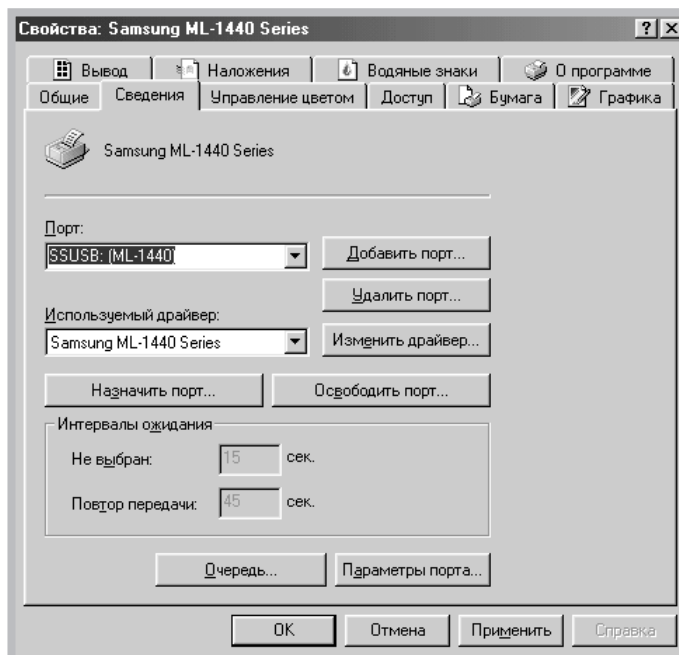 Свойства: Samsung ML-1440 Series
Вывод Наложения Водяные знаки О программе
Общие Сведения Управление цветом Доступ Бумага Графика
Samsung ML-1440 Series
Порт:
SSUSB: (ML-1440) Добавить порт...
Удалить порт...
Используемый драйвер:
Samsung ML-1440 Series Изменить драйвер...
Назначить порт... Освободить порт...
Интервалы ожидания
Не выбран: 15 сек.
Повтор передачи: 45 сек.
Очередь... Параметры порта...
OK Отмена Применить Справка